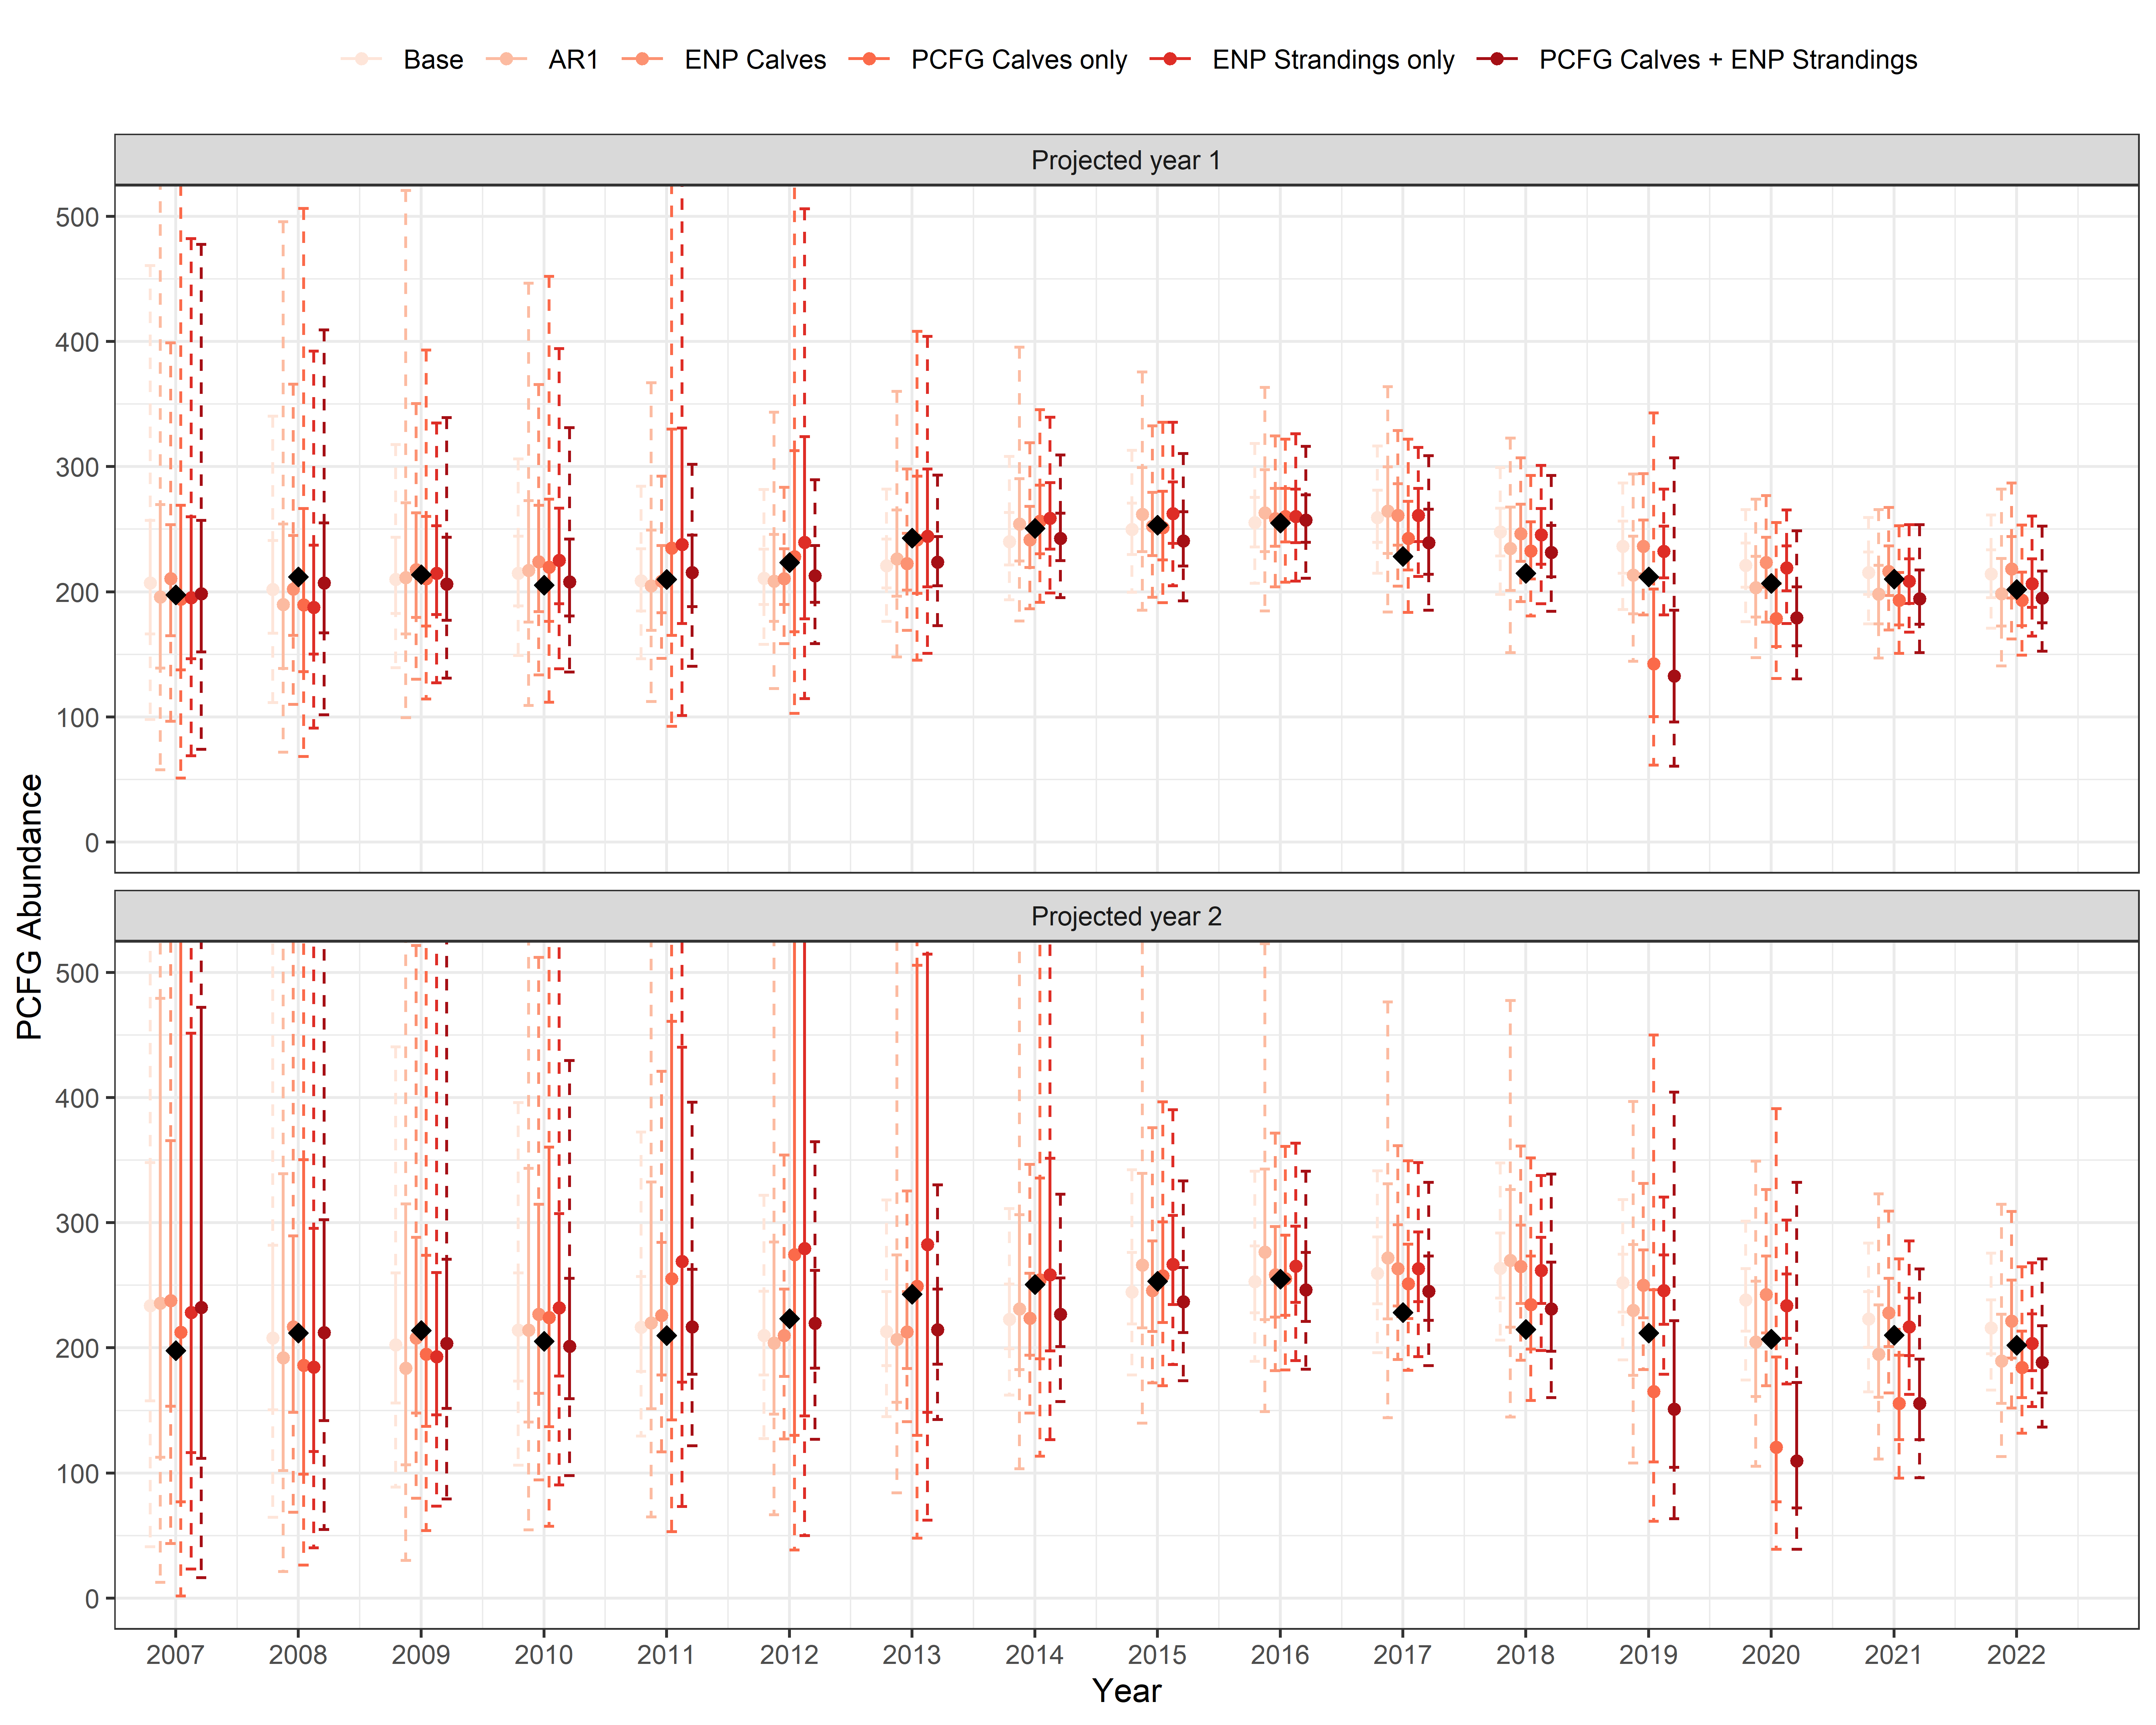 Base AR1 ENP Calves PCFG Calves only ENP Strandings only PCFG Calves + ENP Strandings
Projected year 1
500
400
300
200
100
0
PCFG Abundance
Projected year 2
500
400
300
200
100
0
2007 2008 2009 2010 2011 2012 2013 2014 2015 2016 2017 2018 2019 2020 2021 2022
Year